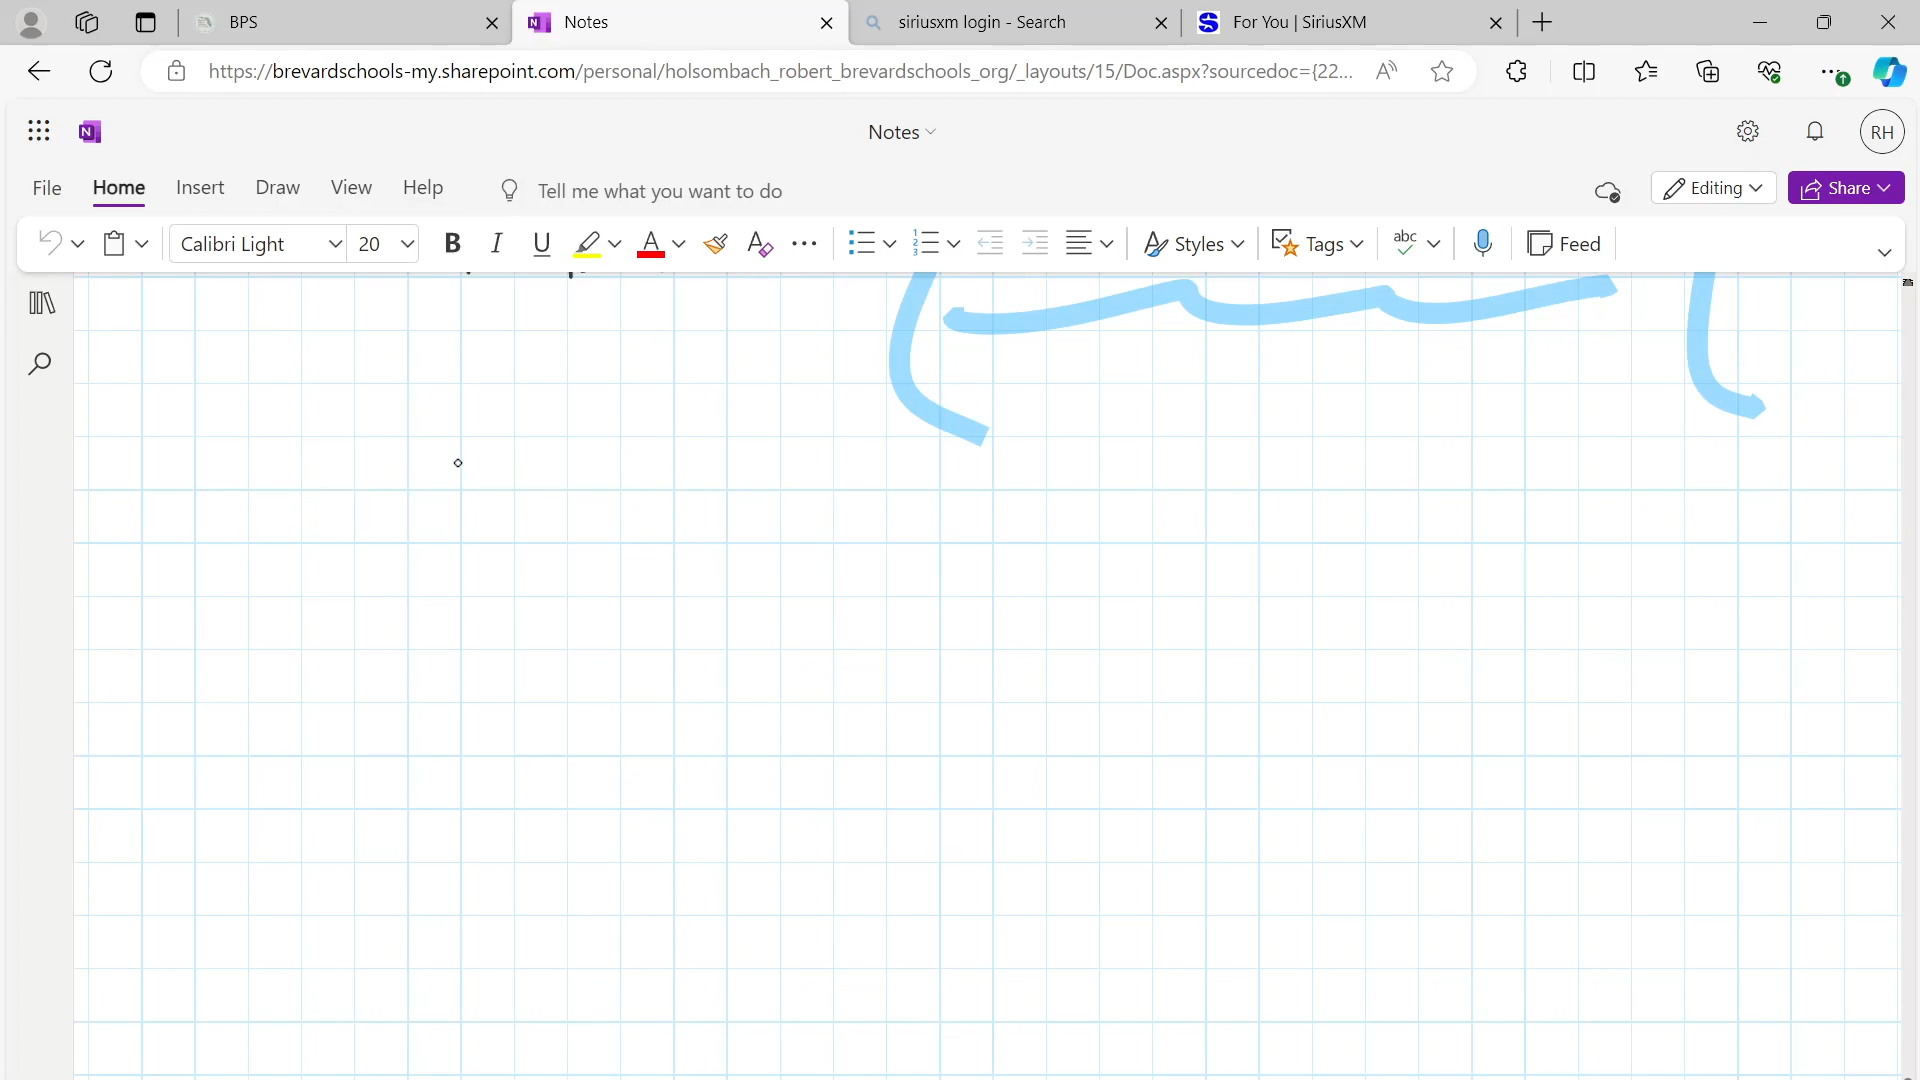 BPS
Notes
siriusxm login - Search
For You | SiriusXM
https://brevardschools-my.sharepoint.com/personal/holsombach_robert_brevardschools_org/_layouts/15/Doc.aspx?sourcedoc={22...
Notes
RH
File Home Insert Draw View Help Tell me what you want to do
Editing
Share
Calibri Light 20 B I U A A Styles Tags abc Feed